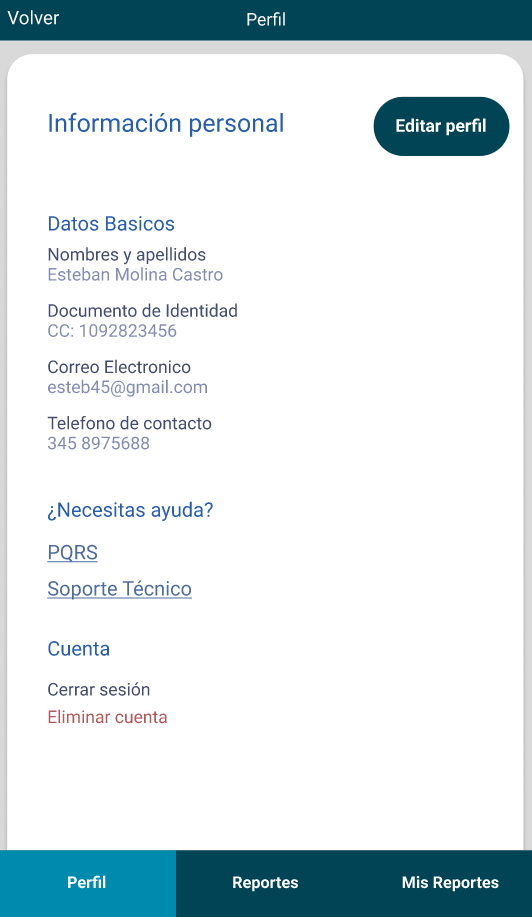 Volver
Perfil
Información personal
Editar perfil
Datos Basicos
Nombres y apellidos
Esteban Molina Castro
Documento de Identidad
CC: 1092823456
Correo Electronico
esteb45@gmail.com
Telefono de contacto
345 8975688
¿Necesitas ayuda?
PQRS
Soporte Técnico
Cuenta
Cerrar sesión
Eliminar cuenta
Perfil
Reportes
Mis Reportes